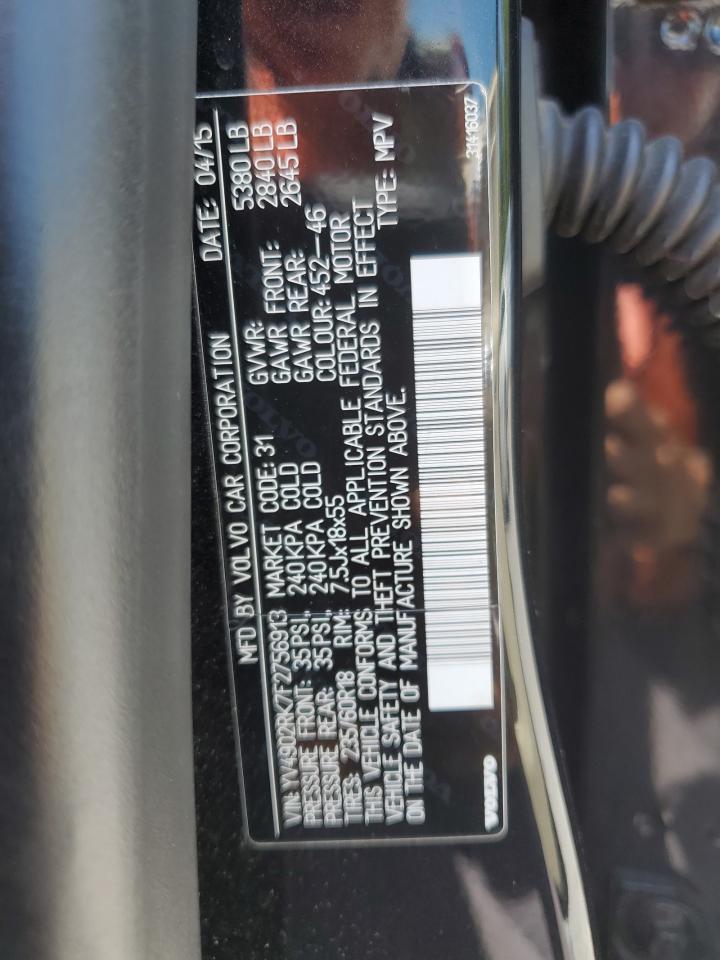 MFD BY VOLVO CAR CORPORATION DATE: 04/15
VIN: YV4902RK7F2756913 MARKET CODE: 31 GVWR: 5380 LB
PRESSURE FRONT: 35PSI, 240KPA COLD GAWR FRONT: 2840 LB
PRESSURE REAR: 35PSI, 240KPA COLD GAWR REAR: 2645 LB
TIRES: 235/60R18 RIM: 7.5Jx18x55 COLOUR: 452-46
THIS VEHICLE CONFORMS TO ALL APPLICABLE FEDERAL MOTOR
VEHICLE SAFETY AND THEFT PREVENTION STANDARDS IN EFFECT
ON THE DATE OF MANUFACTURE SHOWN ABOVE. TYPE: MPV
VOLVO
31416037